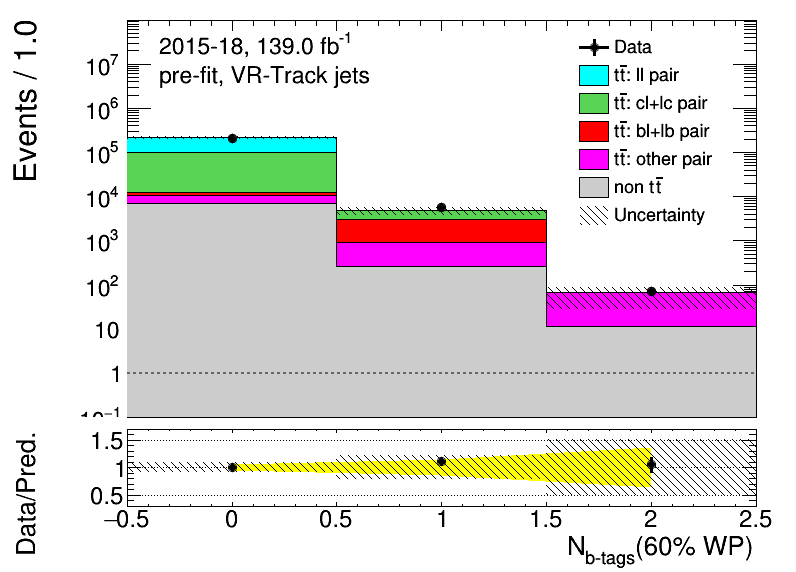 Events / 1.0
2015-18, 139.0 fb⁻¹
pre-fit, VR-Track jets
Data
tt̄: ll pair
tt̄: cl+lc pair
tt̄: bl+lb pair
tt̄: other pair
non tt̄
Uncertainty
10⁷
10⁶
10⁵
10⁴
10³
10²
10
1
10⁻¹
Data/Pred.
1.5
1
0.5
−0.5 0 0.5 1 1.5 2 2.5
N_b-tags(60% WP)